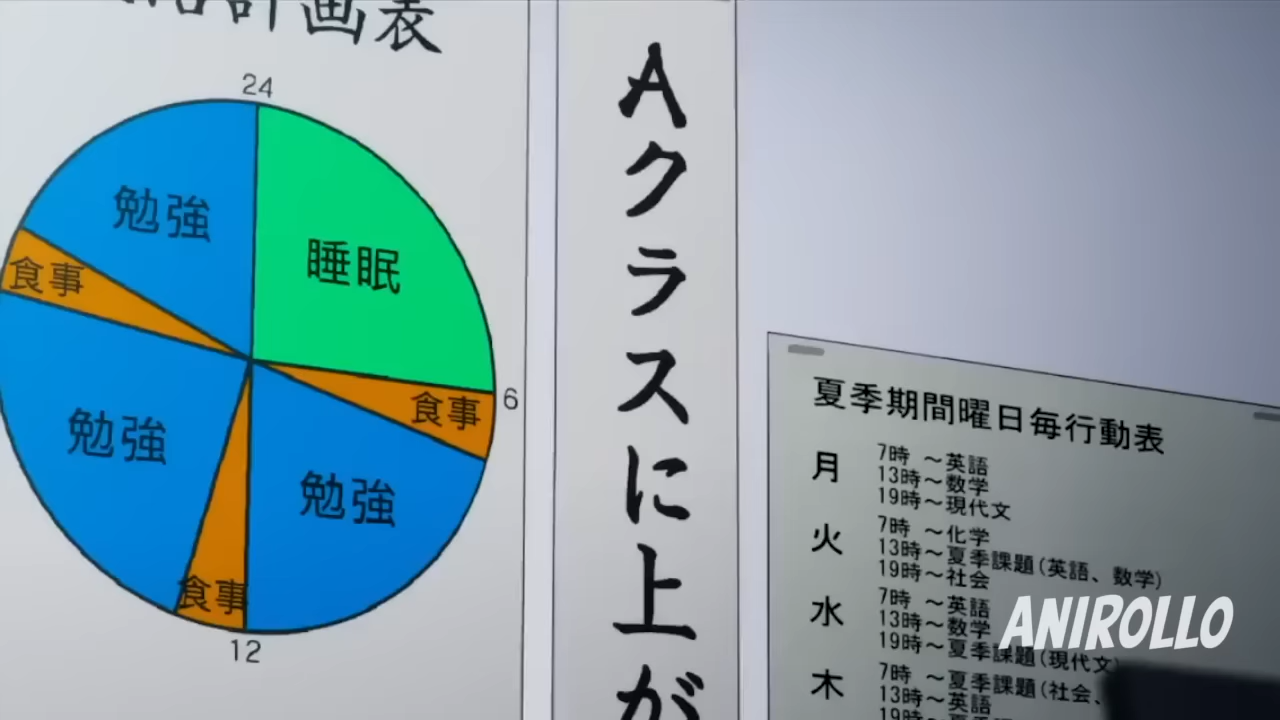 計画表
24
勉強
睡眠
食事
6
食事
勉強
勉強
食事
12
Aクラスに上が
夏季期間曜日毎行動表
月
7時 ～英語
13時～数学
19時～現代文
火
7時 ～化学
13時～夏季課題(英語、数学)
19時～社会
水
7時 ～英語
13時～数学
19時～夏季課題(現代文)
木
7時 ～夏季課題(社会、
13時～英語
ANIROLLO